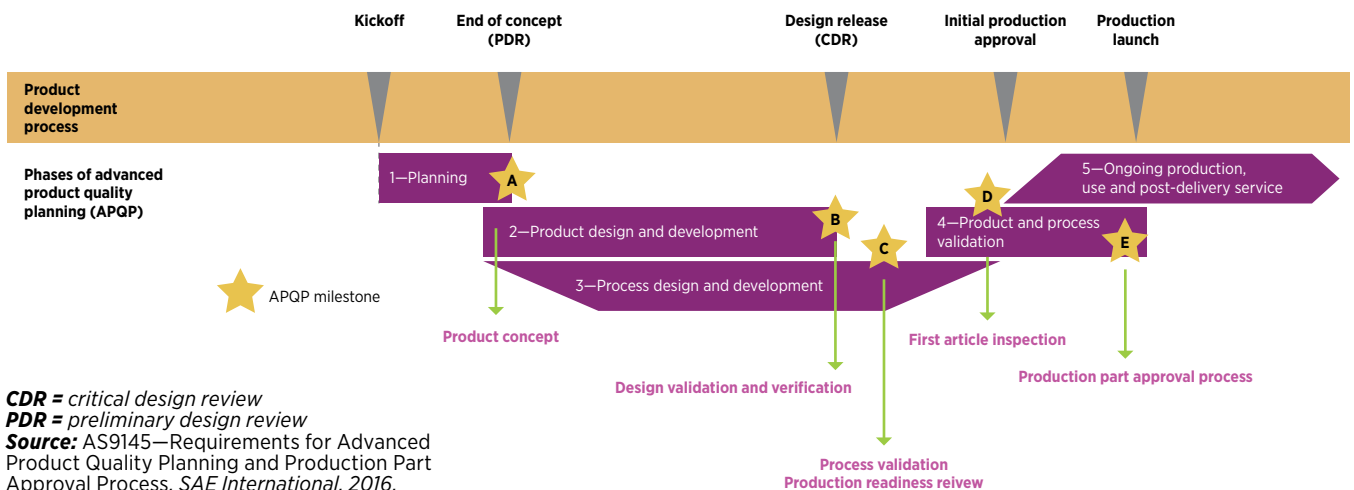 Kickoff
End of concept
(PDR)
Design release
(CDR)
Initial production
approval
Production
launch
Product
development
process
Phases of advanced
product quality
planning (APQP)
1—Planning
A
2—Product design and development
B
C
3—Process design and development
D
4—Product and process
validation
E
5—Ongoing production,
use and post-delivery service
APQP milestone
Product concept
Design validation and verification
First article inspection
Production part approval process
Process validation
Production readiness reivew
CDR = critical design review
PDR = preliminary design review
Source: AS9145—Requirements for Advanced
Product Quality Planning and Production Part
Approval Process, SAE International, 2016.